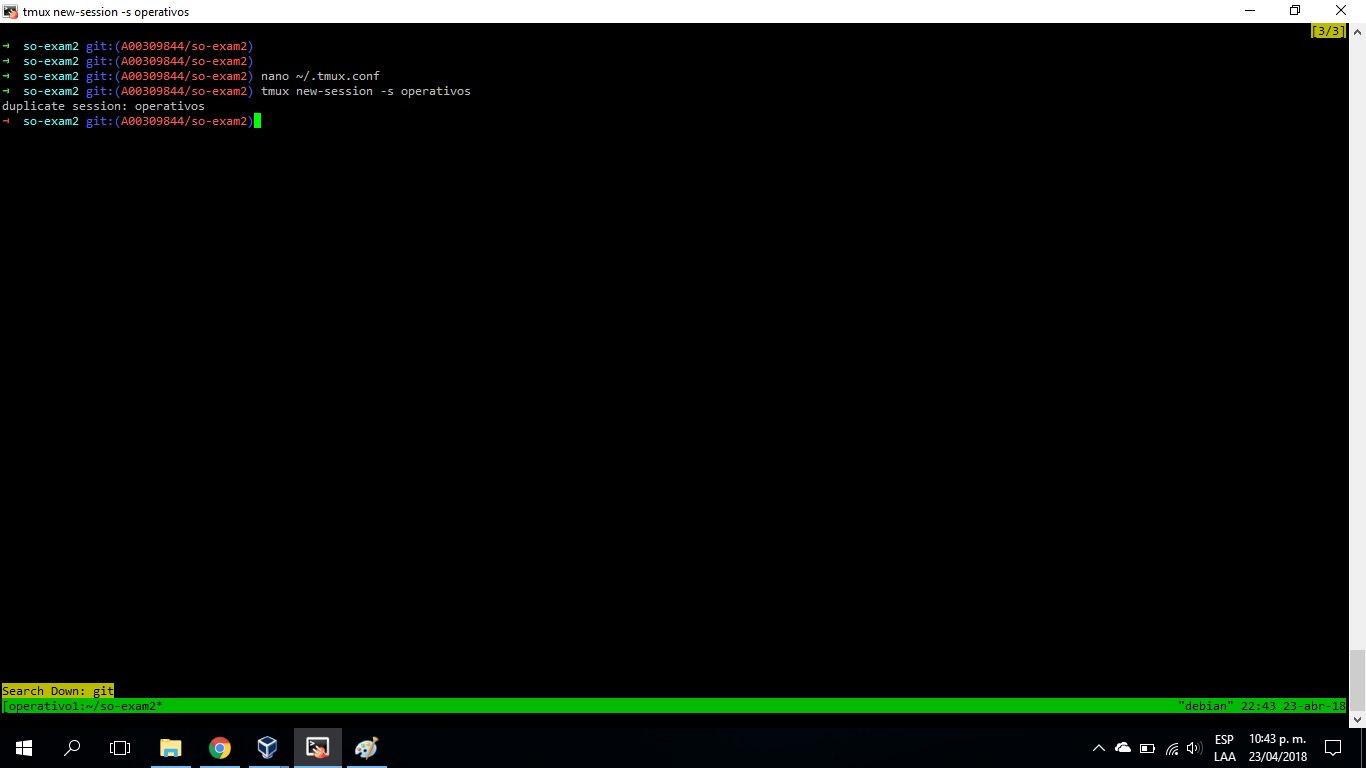 tmux new-session -s operativos
[3/3]
→ so-exam2 git:(A00309844/so-exam2)
→ so-exam2 git:(A00309844/so-exam2)
→ so-exam2 git:(A00309844/so-exam2) nano ~/.tmux.conf
→ so-exam2 git:(A00309844/so-exam2) tmux new-session -s operativos
duplicate session: operativos
→ so-exam2 git:(A00309844/so-exam2)
Search Down: git
[operativo1:~/so-exam2* "debian" 22:43 23-abr-18
ESP 10:43 p. m.
LAA 23/04/2018